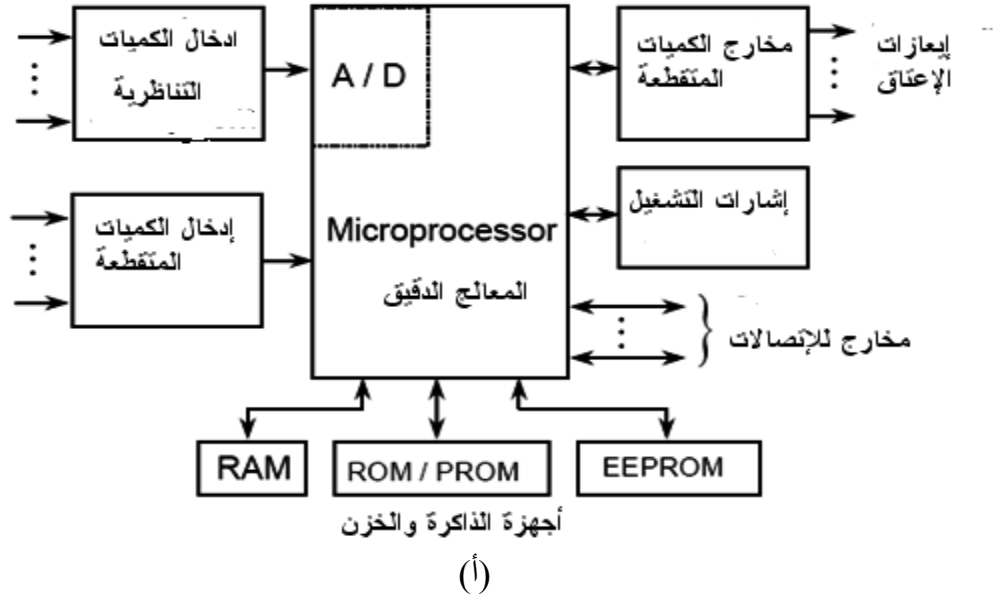 ادخال الكميات
التناظرية
A / D
مخارج الكميات
المتقطعة
إيعازات
الإعتاق
إدخال الكميات
المتقطعة
Microprocessor
المعالج الدقيق
إشارات التشغيل
مخارج للإتصالات
RAM
ROM / PROM
EEPROM
أجهزة الذاكرة والخزن
(أ)